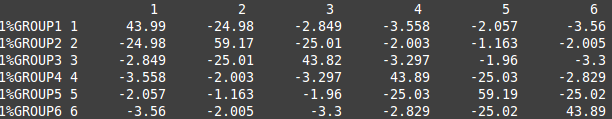 1 2 3 4 5 6
1%GROUP1 1 43.99 -24.98 -2.849 -3.558 -2.057 -3.56
1%GROUP2 2 -24.98 59.17 -25.01 -2.003 -1.163 -2.005
1%GROUP3 3 -2.849 -25.01 43.82 -3.297 -1.96 -3.3
1%GROUP4 4 -3.558 -2.003 -3.297 43.89 -25.03 -2.829
1%GROUP5 5 -2.057 -1.163 -1.96 -25.03 59.19 -25.02
1%GROUP6 6 -3.56 -2.005 -3.3 -2.829 -25.02 43.89